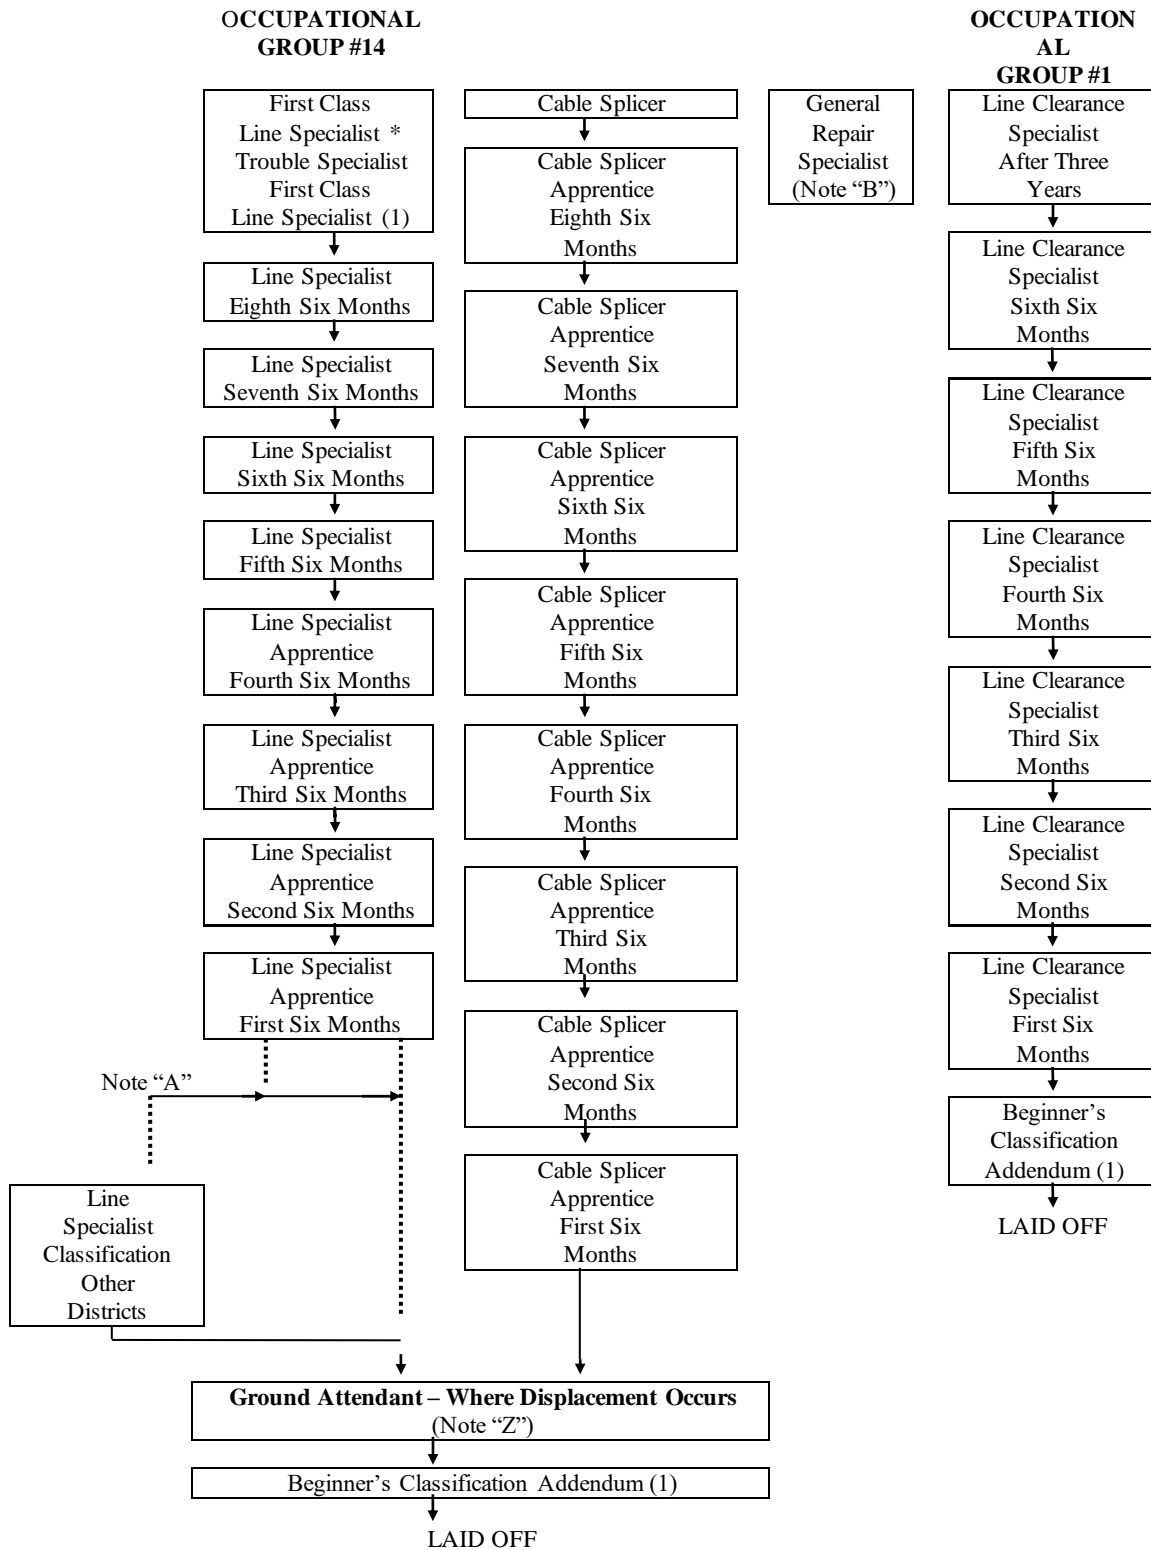 OCCUPATIONAL
GROUP #14
First Class
Line Specialist *
Trouble Specialist
First Class
Line Specialist (1)
Line Specialist
Eighth Six Months
Line Specialist
Seventh Six Months
Line Specialist
Sixth Six Months
Line Specialist
Fifth Six Months
Line Specialist
Apprentice
Fourth Six Months
Line Specialist
Apprentice
Third Six Months
Line Specialist
Apprentice
Second Six Months
Line Specialist
Apprentice
First Six Months
Note “A”
Line
Specialist
Classification
Other
Districts
Cable Splicer
Cable Splicer
Apprentice
Eighth Six
Months
Cable Splicer
Apprentice
Seventh Six
Months
Cable Splicer
Apprentice
Sixth Six
Months
Cable Splicer
Apprentice
Fifth Six
Months
Cable Splicer
Apprentice
Fourth Six
Months
Cable Splicer
Apprentice
Third Six
Months
Cable Splicer
Apprentice
Second Six
Months
Cable Splicer
Apprentice
First Six
Months
Ground Attendant – Where Displacement Occurs
(Note “Z”)
Beginner’s Classification Addendum (1)
LAID OFF
General
Repair
Specialist
(Note “B”)
OCCUPATION
AL
GROUP #1
Line Clearance
Specialist
After Three
Years
Line Clearance
Specialist
Sixth Six
Months
Line Clearance
Specialist
Fifth Six
Months
Line Clearance
Specialist
Fourth Six
Months
Line Clearance
Specialist
Third Six
Months
Line Clearance
Specialist
Second Six
Months
Line Clearance
Specialist
First Six
Months
Beginner’s
Classification
Addendum (1)
LAID OFF